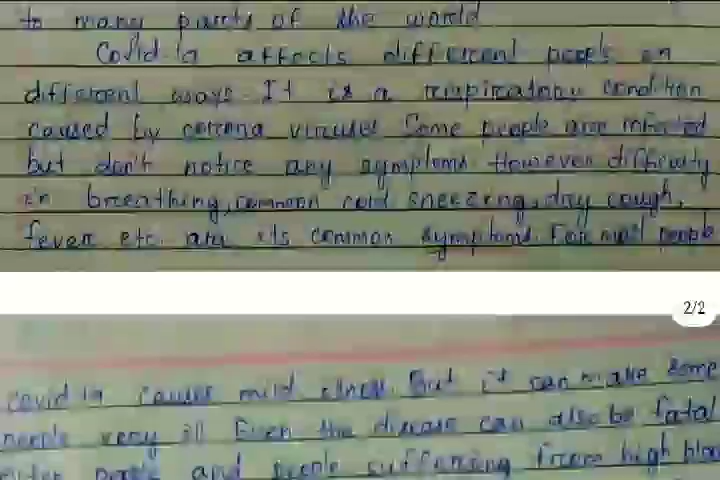 to many parts of the world
Covid-19 affects different people in
different ways. It is a respiratory condition
caused by corona viruses Some people are infected
but don't notice any symptoms However difficulty
in breathing, common cold sneezing, dry cough,
fever etc. are its common symptoms. For most people
2/2
covid 19 causes mild illness. But it can make some
people very ill Even the disease can also be fatal
people and people suffering from high